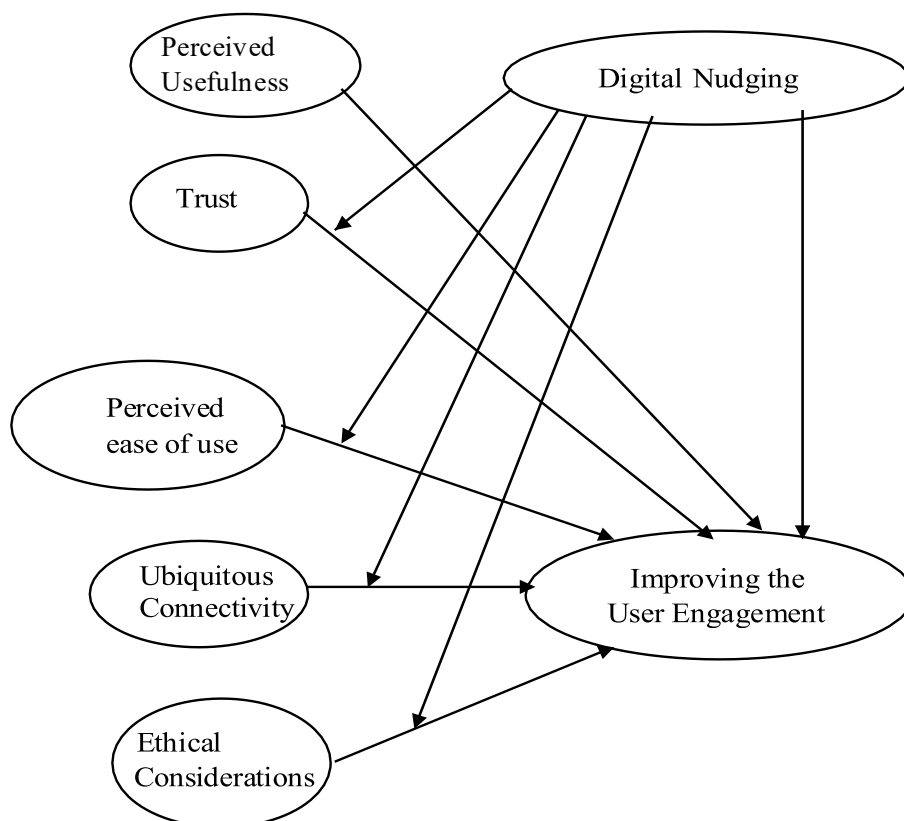 Perceived
Usefulness
Digital Nudging
Trust
Perceived
ease of use
Ubiquitous
Connectivity
Improving the
User Engagement
Ethical
Considerations